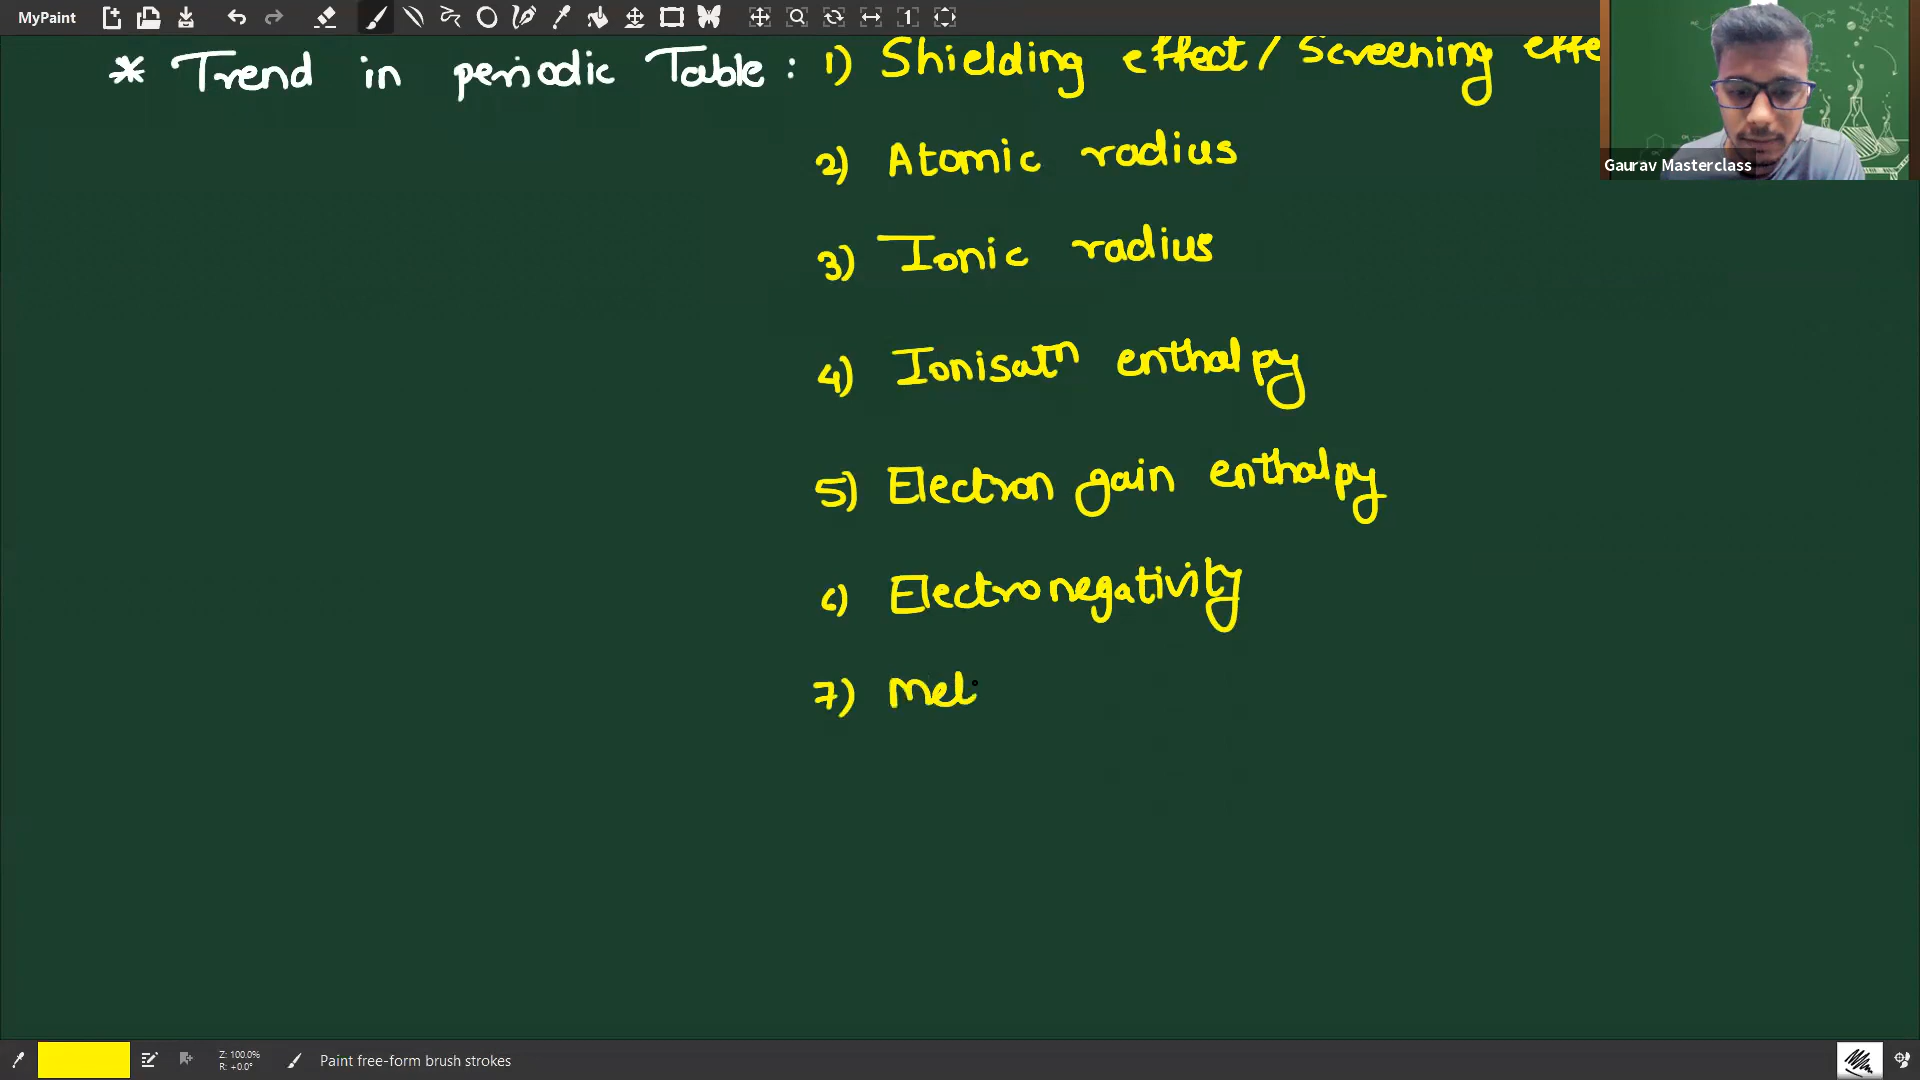 MyPaint
* Trend in periodic Table : 1) Shielding effect / Screening effe
Gaurav Masterclass
2) Atomic radius
3) Ionic radius
4) Ionisatn enthalpy
5) Electron gain enthalpy
6) Electronegativity
7) Mel
Z: 100.0%
R: +0.0°
Paint free-form brush strokes